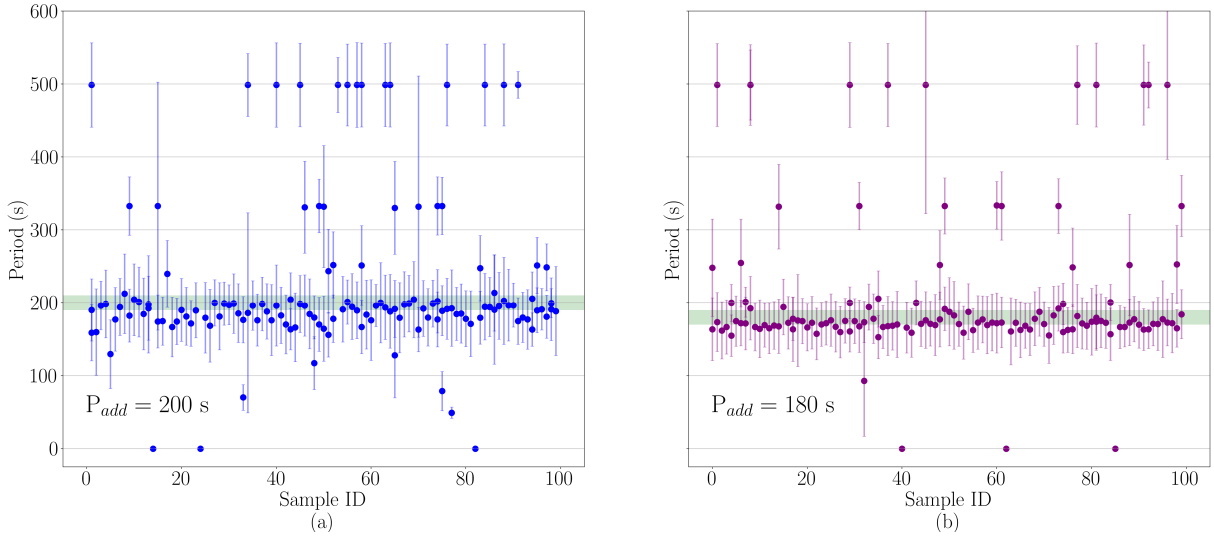 600
500
400
300
200
100
0
Period (s)
P_add = 200 s
0 20 40 60 80 100
Sample ID
(a)
Period (s)
P_add = 180 s
0 20 40 60 80 100
Sample ID
(b)